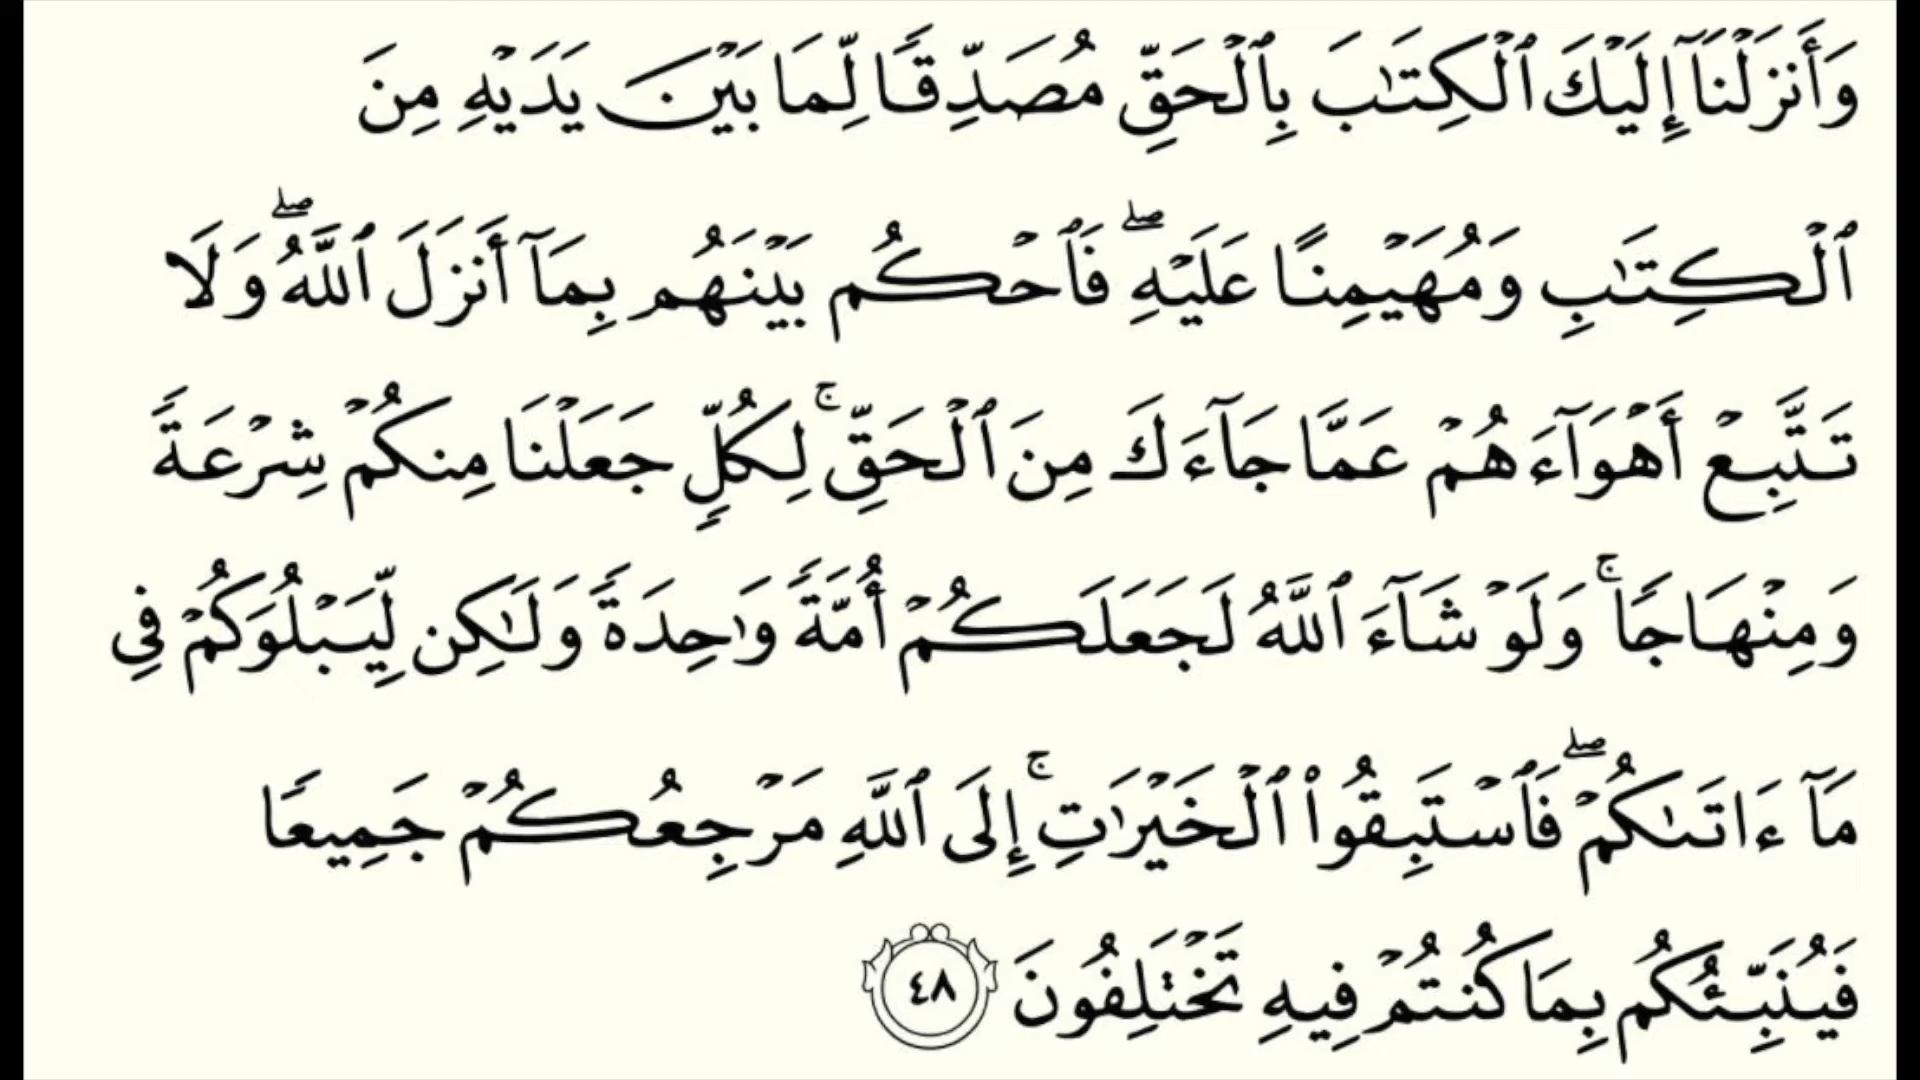 وَأَنزَلۡنَآ إِلَيۡكَ ٱلۡكِتَٰبَ بِٱلۡحَقِّ مُصَدِّقٗا لِّمَا بَيۡنَ يَدَيۡهِ مِنَ
ٱلۡكِتَٰبِ وَمُهَيۡمِنًا عَلَيۡهِۖ فَٱحۡكُم بَيۡنَهُم بِمَآ أَنزَلَ ٱللَّهُۖ وَلَا
تَتَّبِعۡ أَهۡوَآءَهُمۡ عَمَّا جَآءَكَ مِنَ ٱلۡحَقِّۚ لِكُلّٖ جَعَلۡنَا مِنكُمۡ شِرۡعَةٗ
وَمِنۡهَاجٗاۚ وَلَوۡ شَآءَ ٱللَّهُ لَجَعَلَكُمۡ أُمَّةٗ وَٰحِدَةٗ وَلَٰكِن لِّيَبۡلُوَكُمۡ فِي
مَآ ءَاتَىٰكُمۡۖ فَٱسۡتَبِقُواْ ٱلۡخَيۡرَٰتِۚ إِلَى ٱللَّهِ مَرۡجِعُكُمۡ جَمِيعٗا
فَيُنَبِّئُكُم بِمَا كُنتُمۡ فِيهِ تَخۡتَلِفُونَ ٤٨